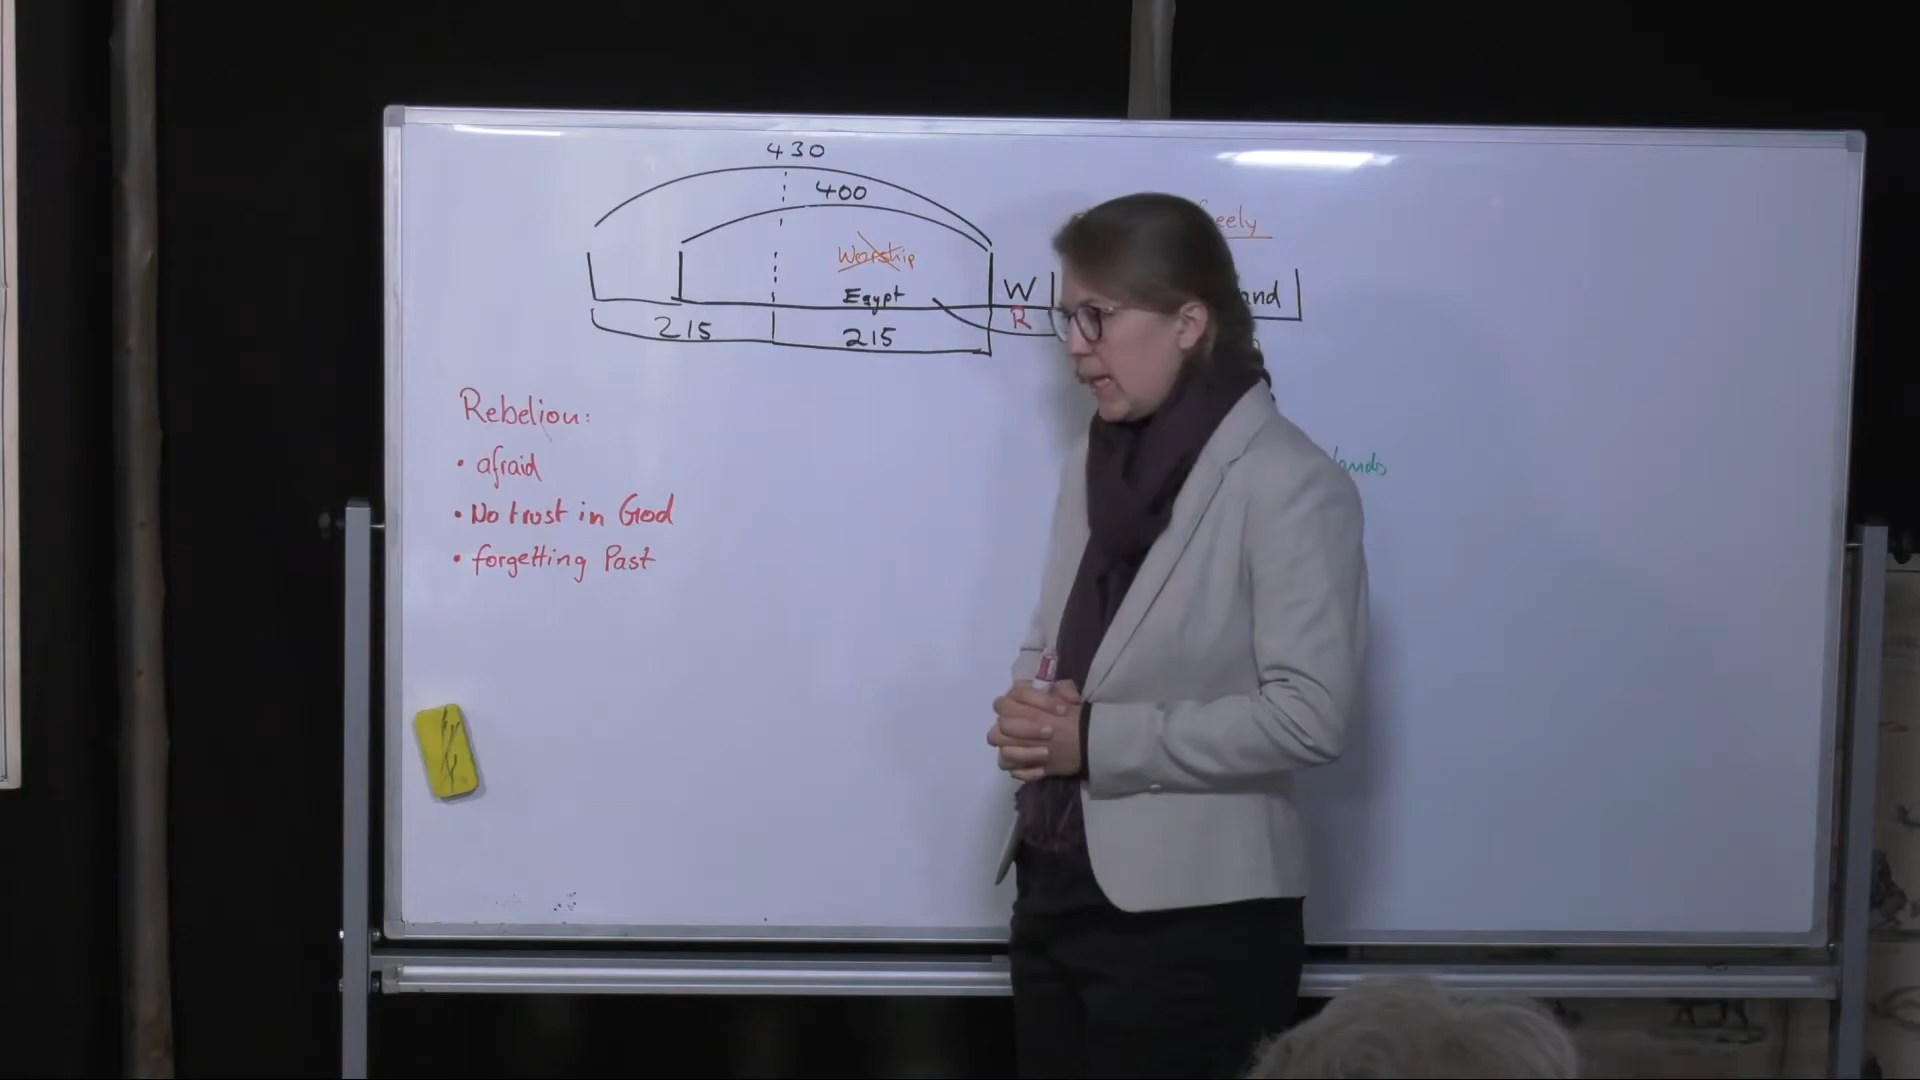 430
400
Worship
Egypt
W
and
R
215
215
Rebelion:
• afraid
• No trust in God
• forgetting Past